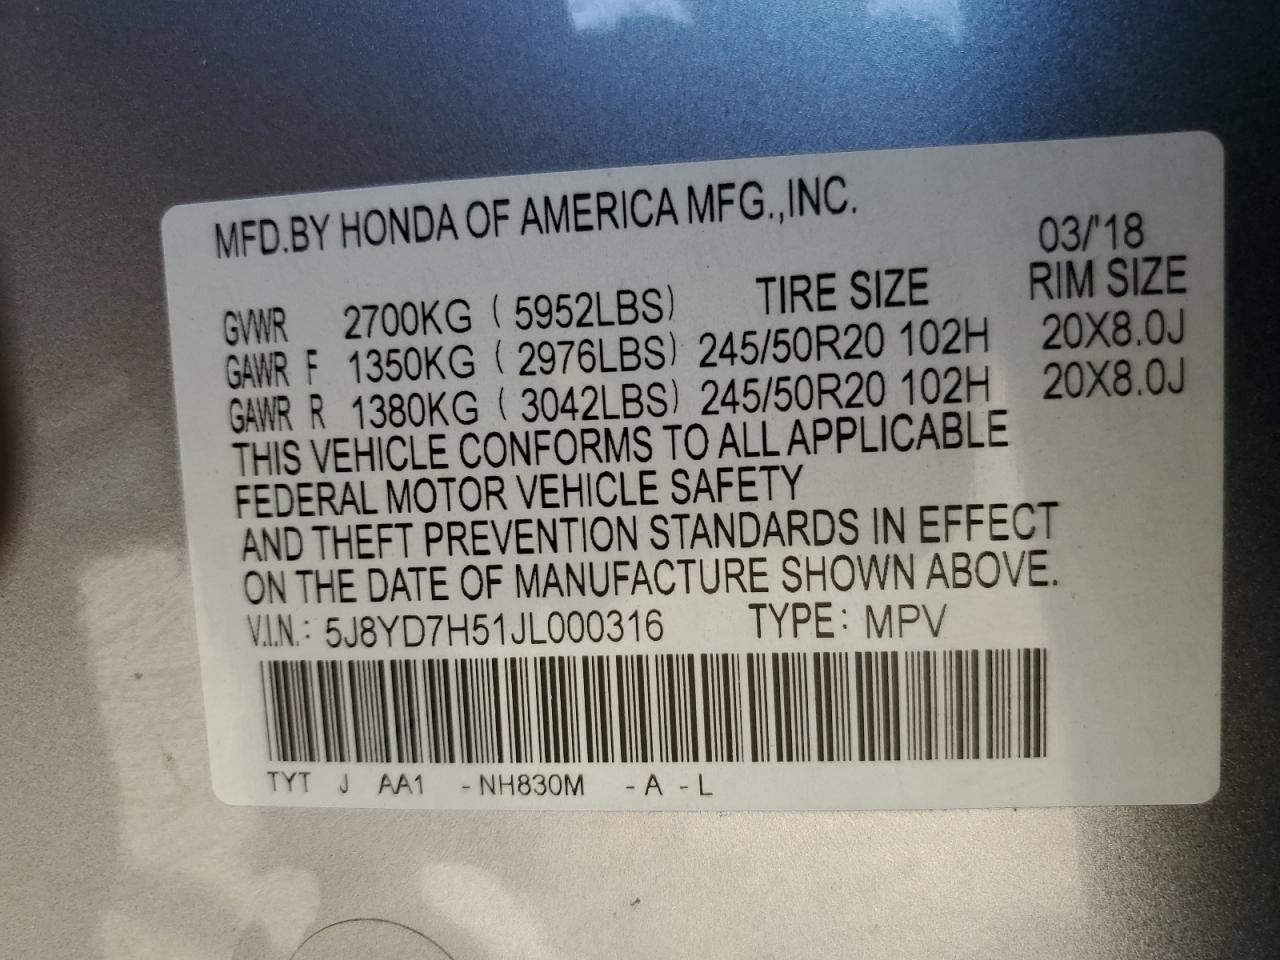 MFD.BY HONDA OF AMERICA MFG.,INC.
03/'18
GVWR 2700KG ( 5952LBS) TIRE SIZE RIM SIZE
GAWR F 1350KG ( 2976LBS) 245/50R20 102H 20X8.0J
GAWR R 1380KG ( 3042LBS) 245/50R20 102H 20X8.0J
THIS VEHICLE CONFORMS TO ALL APPLICABLE
FEDERAL MOTOR VEHICLE SAFETY
AND THEFT PREVENTION STANDARDS IN EFFECT
ON THE DATE OF MANUFACTURE SHOWN ABOVE.
V.I.N.: 5J8YD7H51JL000316 TYPE: MPV
TYT J AA1 -NH830M -A -L